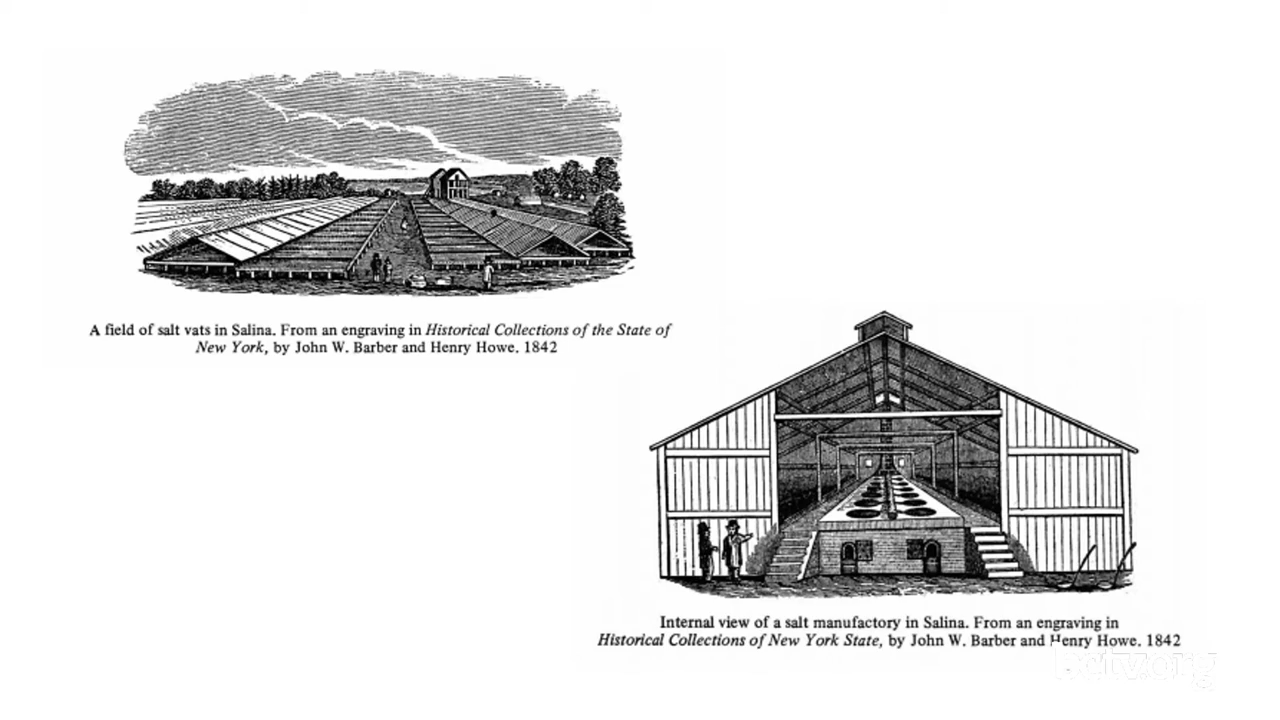 A field of salt vats in Salina. From an engraving in Historical Collections of the State of
New York, by John W. Barber and Henry Howe. 1842
Internal view of a salt manufactory in Salina. From an engraving in
Historical Collections of New York State, by John W. Barber and Henry Howe. 1842
bctv.org